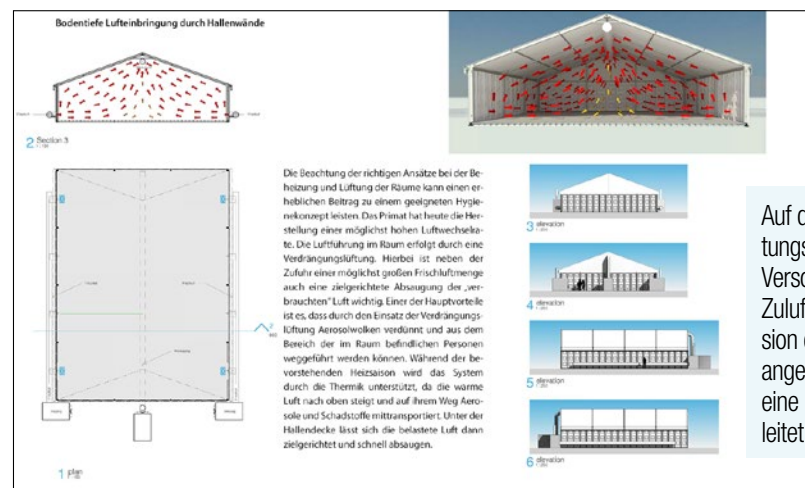 Bodentiefe Lufteinbringung durch Hallenwände
2 Section 3
Die Beachtung der richtigen Ansätze bei der Be-
heizung und Lüftung der Räume kann einen er-
heblichen Beitrag zu einem geeigneten Hygie-
nekonzept leisten. Das Primat hat heute die Her-
stellung einer möglichst hohen Luftwechselra-
te. Die Luftführung im Raum erfolgt durch eine
Verdrängungslüftung. Hierbei ist neben der
Zufuhr einer möglichst großen Frischluftmenge
auch eine zielgerichtete Absaugung der „ver-
brauchten“ Luft wichtig. Einer der Hauptvorteile
ist es, dass durch den Einsatz der Verdrängungs-
lüftung Aerosolwolken verdünnt und aus dem
Bereich der im Raum befindlichen Personen
weggeführt werden können. Während der be-
vorstehenden Heizsaison wird das System
durch die Thermik unterstützt, da die warme
Luft nach oben steigt und auf ihrem Weg Aero-
sole und Schadstoffe mittransportiert. Unter der
Hallendecke lässt sich die belastete Luft dann
zielgerichtet und schnell absaugen.
1 plan
3 elevation
4 elevation
5 elevation
6 elevation
Auf d
tungs
Versc
Zuluf
sion
ange
eine
leitet